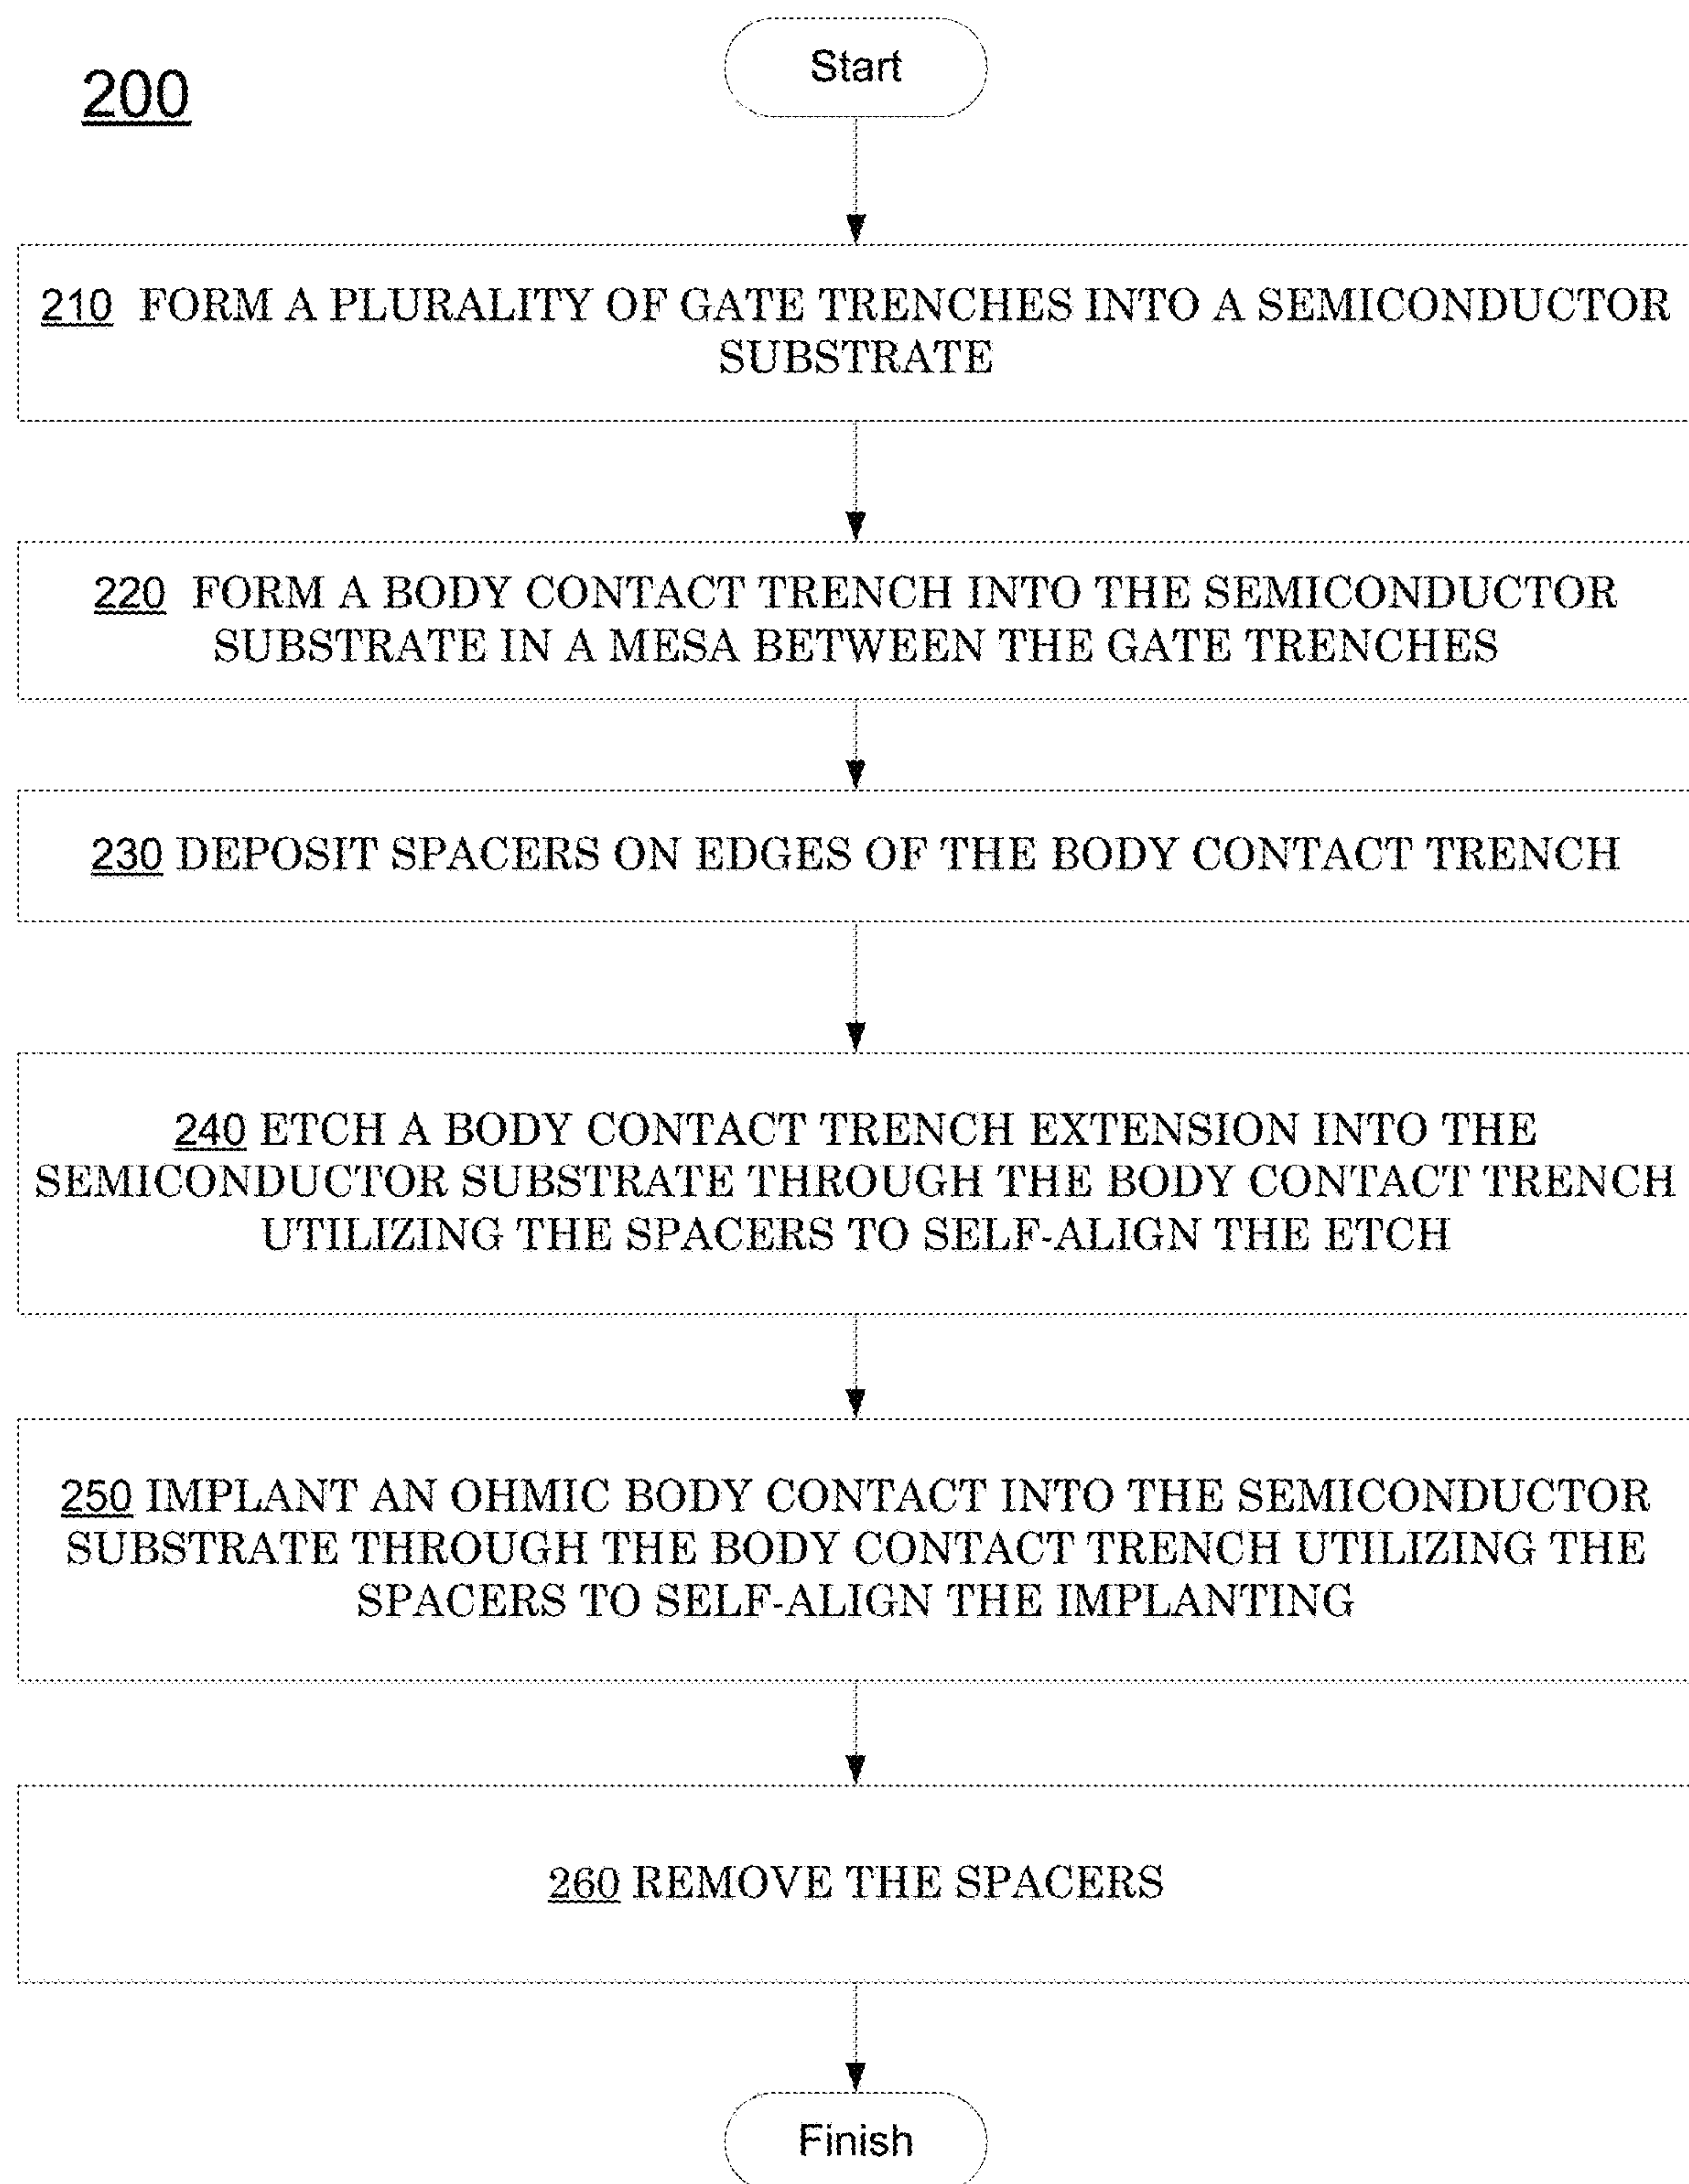 200
Start
210 FORM A PLURALITY OF GATE TRENCHES INTO A SEMICONDUCTOR
SUBSTRATE
220 FORM A BODY CONTACT TRENCH INTO THE SEMICONDUCTOR
SUBSTRATE IN A MESA BETWEEN THE GATE TRENCHES
230 DEPOSIT SPACERS ON EDGES OF THE BODY CONTACT TRENCH
240 ETCH A BODY CONTACT TRENCH EXTENSION INTO THE
SEMICONDUCTOR SUBSTRATE THROUGH THE BODY CONTACT TRENCH
UTILIZING THE SPACERS TO SELF-ALIGN THE ETCH
250 IMPLANT AN OHMIC BODY CONTACT INTO THE SEMICONDUCTOR
SUBSTRATE THROUGH THE BODY CONTACT TRENCH UTILIZING THE
SPACERS TO SELF-ALIGN THE IMPLANTING
260 REMOVE THE SPACERS
Finish